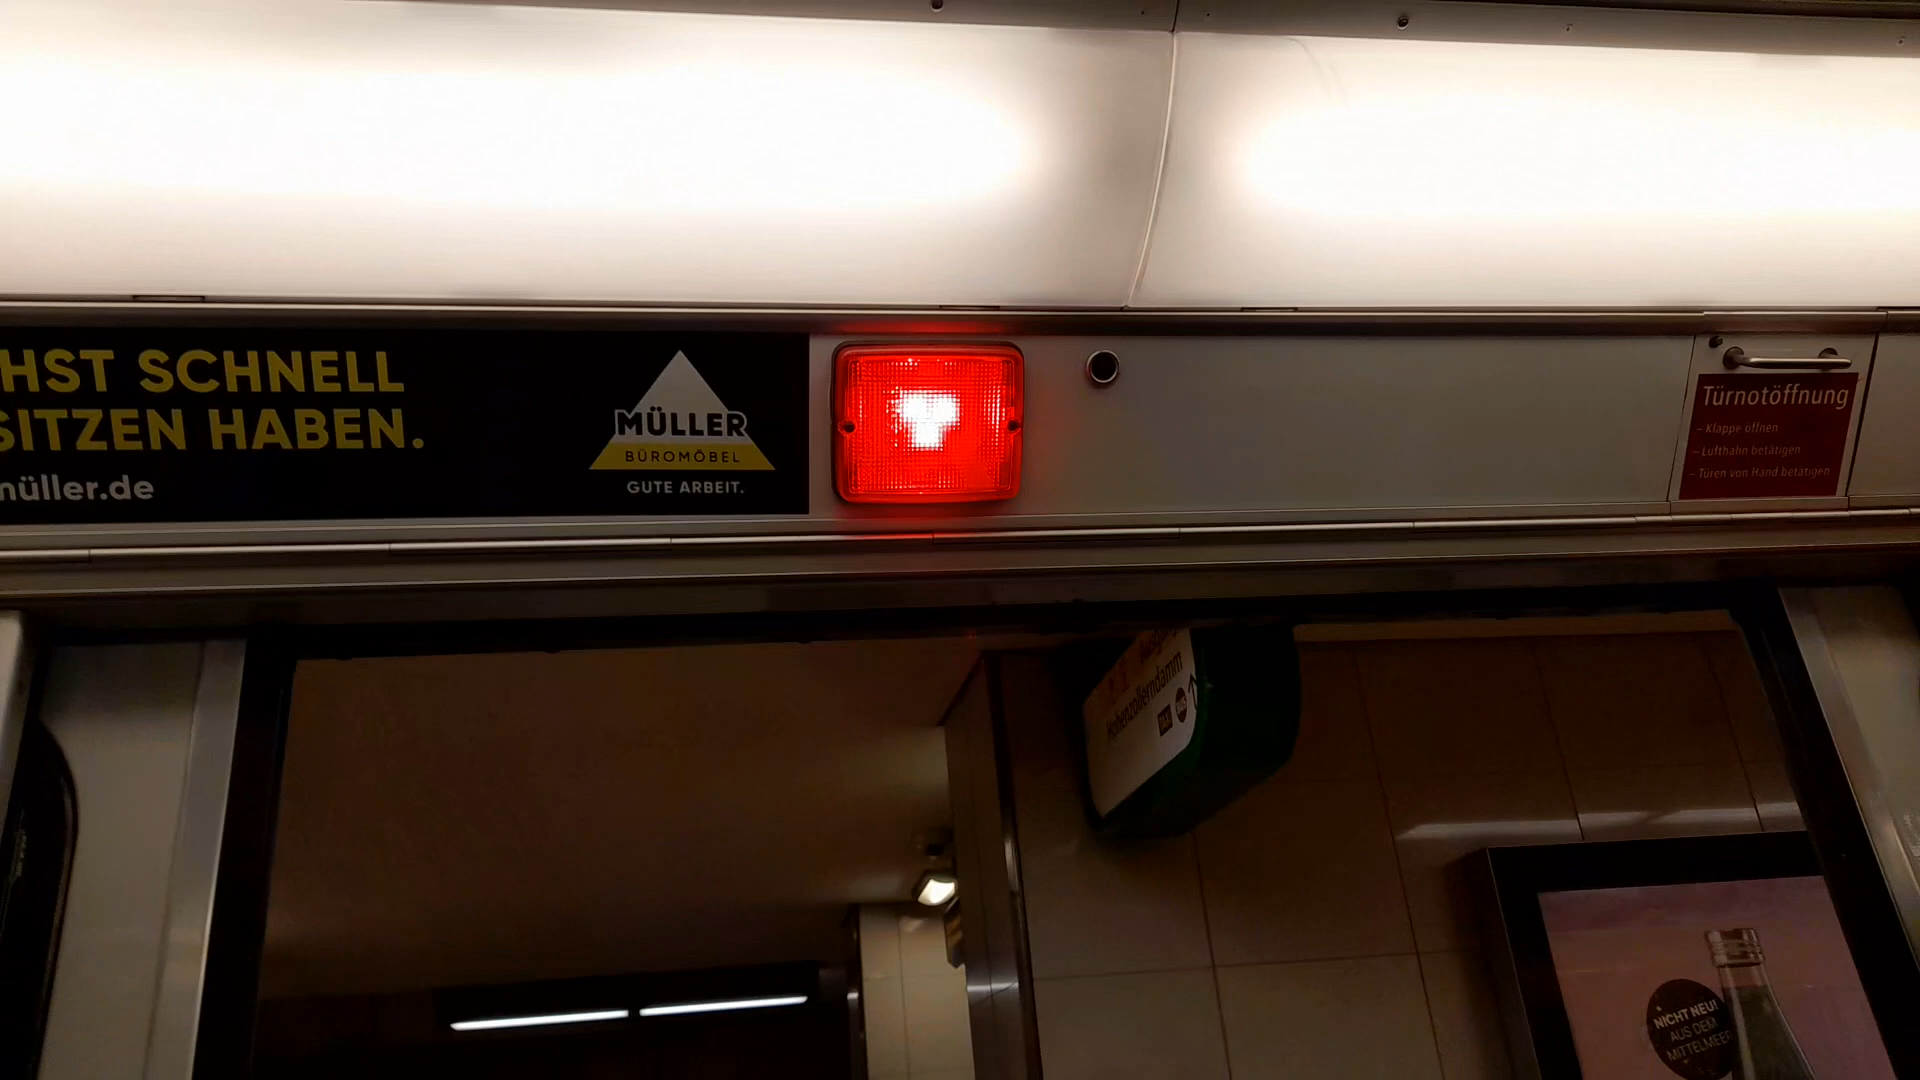 HST SCHNELL
SITZEN HABEN.
müller.de
MÜLLER
BÜROMÖBEL
GUTE ARBEIT.
Türnotöffnung
– Klappe öffnen
– Lufthahn betätigen
– Türen von Hand betätigen
Hohenzollerndamm
NICHT NEU!
AUS DEM
MITTELMEER